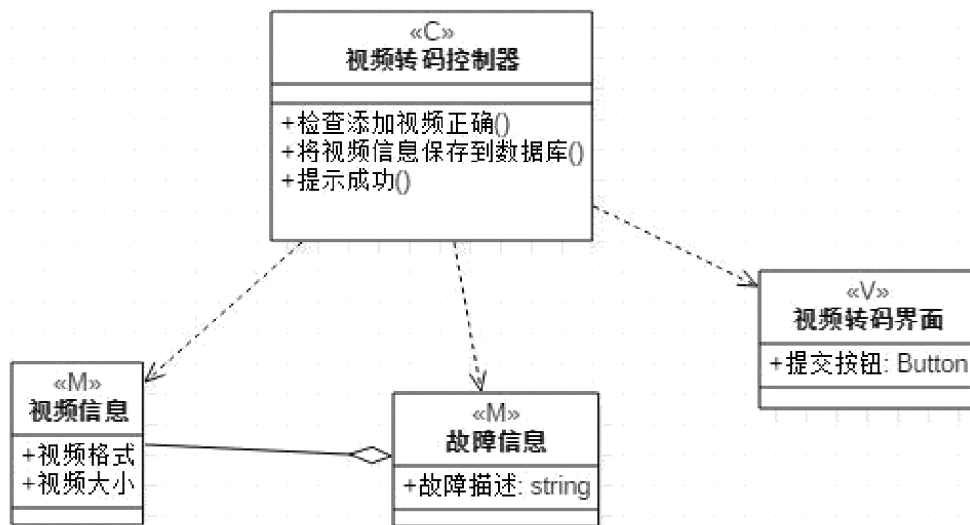 «C»
视频转码控制器
+检查添加视频正确()
+将视频信息保存到数据库()
+提示成功()
«V»
视频转码界面
+提交按钮: Button
«M»
视频信息
+视频格式
+视频大小
«M»
故障信息
+故障描述: string